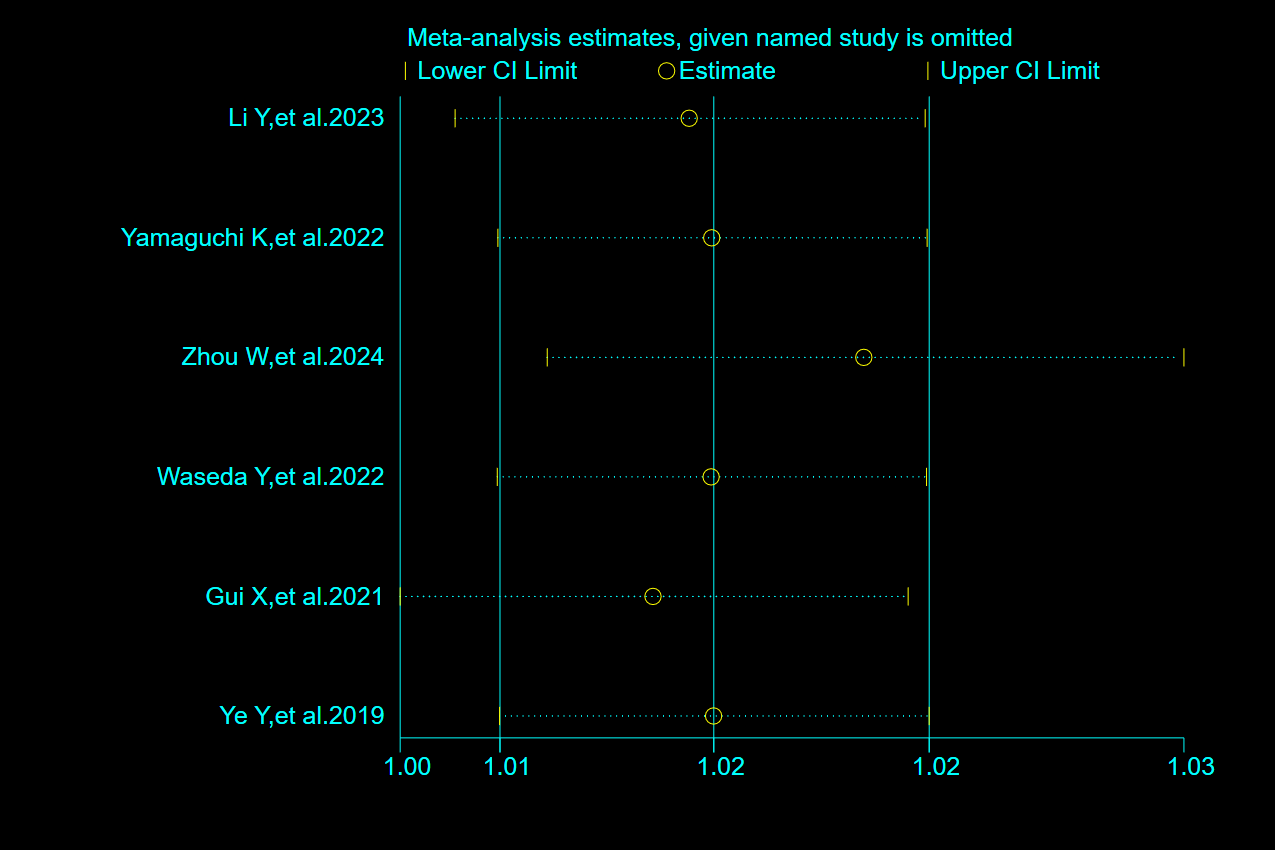 Meta-analysis estimates, given named study is omitted
| Lower CI Limit ○Estimate | Upper CI Limit
Li Y,et al.2023
Yamaguchi K,et al.2022
Zhou W,et al.2024
Waseda Y,et al.2022
Gui X,et al.2021
Ye Y,et al.2019
1.00 1.01 1.02 1.02 1.03